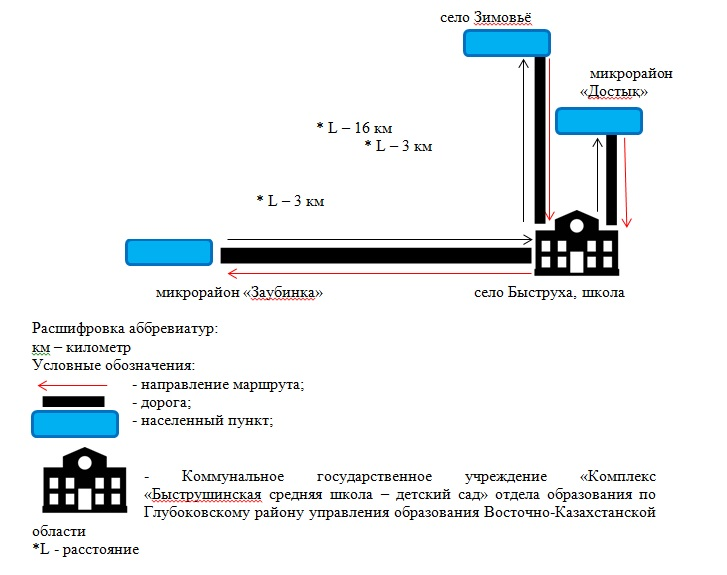 село Зимовьё
микрорайон
«Достық»
* L – 16 км
* L – 3 км
* L – 3 км
микрорайон «Заубинка»
село Быструха, школа
Расшифровка аббревиатур:
км – километр
Условные обозначения:
- направление маршрута;
- дорога;
- населенный пункт;
- Коммунальное государственное учреждение «Комплекс
«Быструшинская средняя школа – детский сад» отдела образования по
Глубоковскому району управления образования Восточно-Казахстанской
области
*L - расстояние